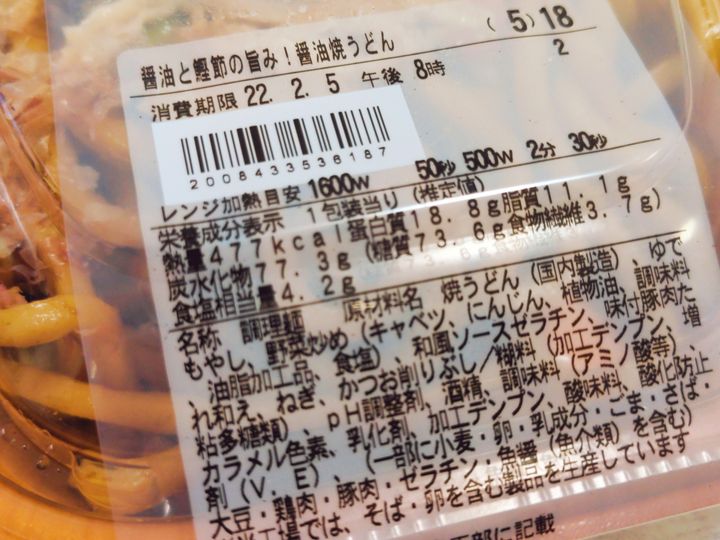 (5)18
醤油と鰹節の旨み!醤油焼うどん
2
消費期限 22. 2. 5 午後 8時
2008433536187
レンジ加熱目安 1600W 50秒 500W 2分 30秒
栄養成分表示 1包装当り(推定値)
熱量477kcal蛋白質18.8g脂質11.1g
炭水化物77.3g(糖質73.6g食物繊維3.7g)
食塩相当量4.2g
名称 調理麺 原材料名 焼うどん(国内製造)、ゆで
もやし、野菜炒め(キャベツ、にんじん、植物油、調味料
、油脂加工品、食塩)、和風ソースゼラチン、味付豚肉た
れ和え、ねぎ、かつお削りぶし/糊料(加工デンプン、増
粘多糖類)、pH調整剤、酒精、調味料(アミノ酸等)、
カラメル色素、乳化剤、加工デンプン、酸味料、酸化防止
剤(V.E)(一部に小麦・卵・乳成分・ごま・さば・
大豆・鶏肉・豚肉・ゼラチン・魚醤(魚介類)を含む)
工場では、そば・卵を含む製品を生産しています
部に記載